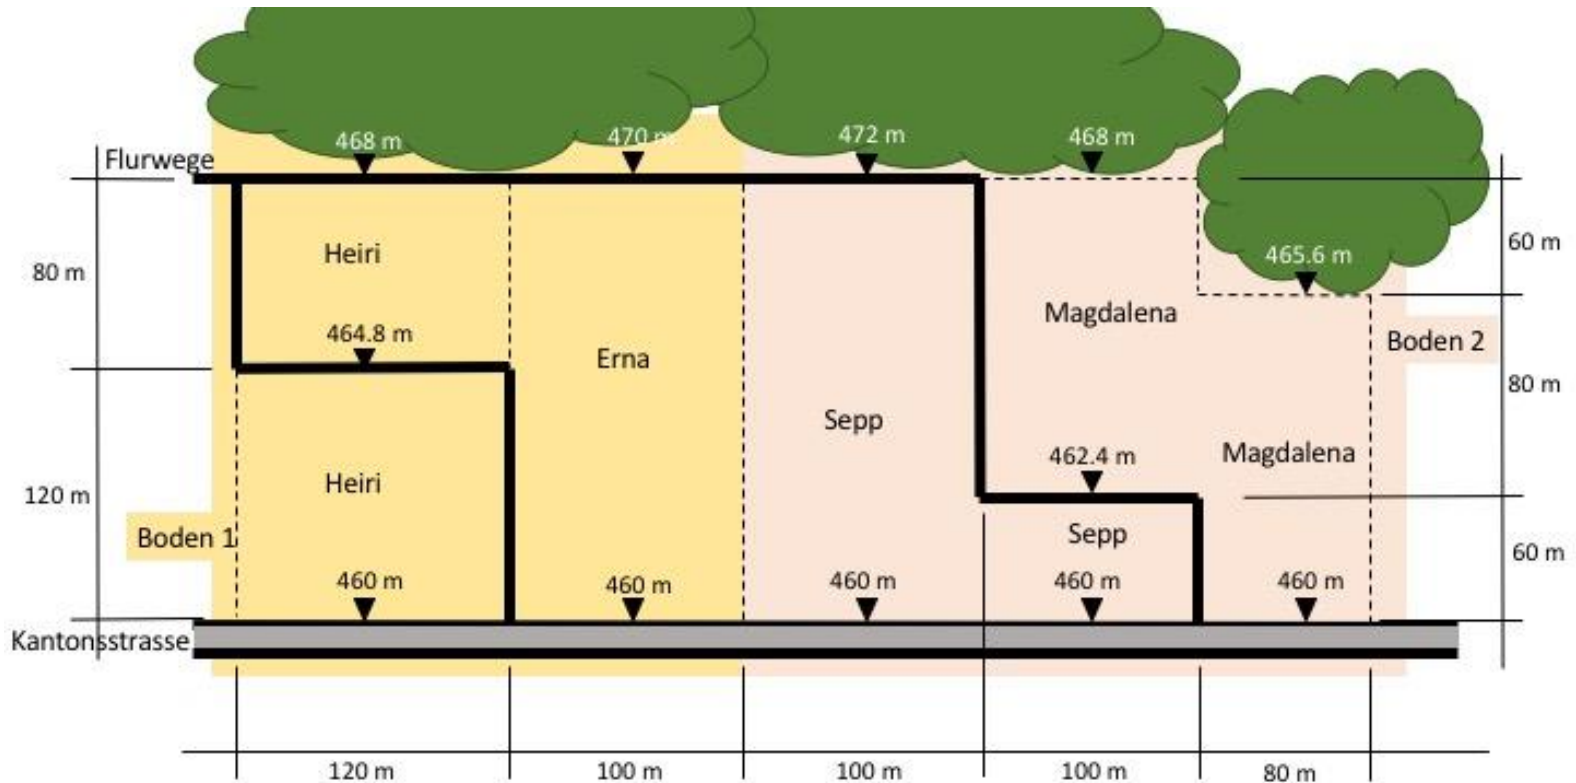 468 m
470 m
472 m
468 m
Flurwege
60 m
Heiri
465.6 m
80 m
Magdalena
464.8 m
Boden 2
Erna
80 m
Sepp
462.4 m
Magdalena
Heiri
120 m
Boden 1
Sepp
60 m
460 m
460 m
460 m
460 m
460 m
Kantonsstrasse
120 m
100 m
100 m
100 m
80 m